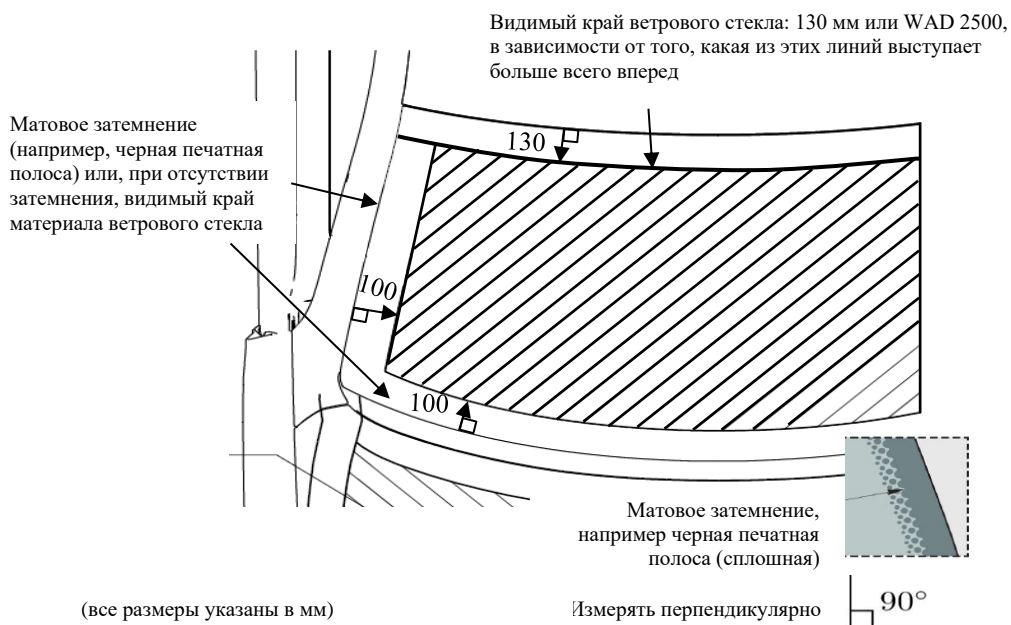 Видимый край ветрового стекла: 130 мм или WAD 2500,
в зависимости от того, какая из этих линий выступает
больше всего вперед
Матовое затемнение
(например, черная печатная
полоса) или, при отсутствии
затемнения, видимый край
материала ветрового стекла
130
100
100
Матовое затемнение,
например черная печатная
полоса (сплошная)
(все размеры указаны в мм)
Измерять перпендикулярно
90°